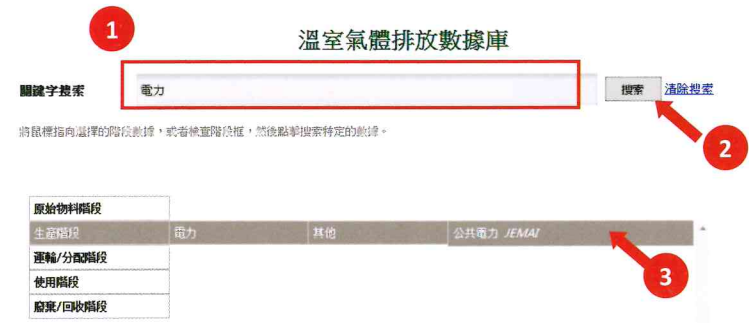 1
溫室氣體排放數據庫
關鍵字搜索 電力 搜索 清除搜索
2
將鼠標指向選擇的階段數據，或者檢查階段框，然後點擊搜索特定的數據。
原始物料階段
生產階段 電力 其他 公共電力 JEMAI
運輸/分配階段
3
使用階段
廢棄/回收階段